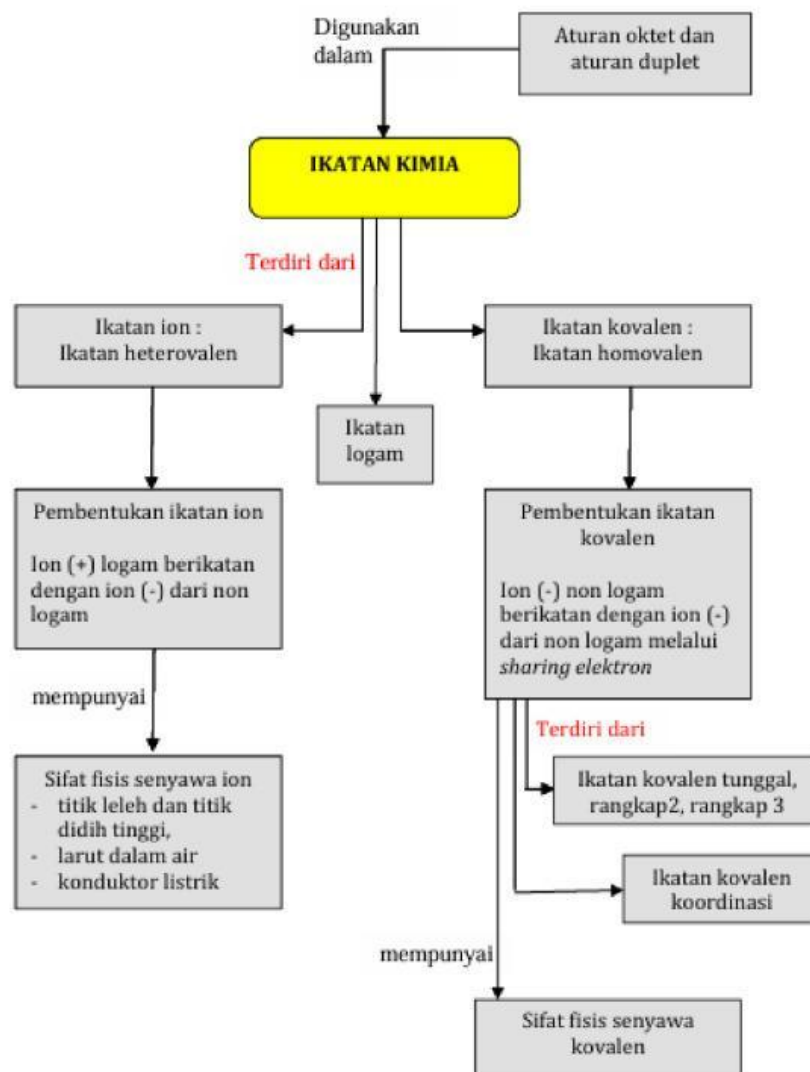 Digunakan
dalam
Aturan oktet dan
aturan duplet
IKATAN KIMIA
Terdiri dari
Ikatan ion :
Ikatan heterovalen
Ikatan kovalen :
Ikatan homovalen
Ikatan
logam
Pembentukan ikatan ion
Ion (+) logam berikatan
dengan ion (-) dari non
logam
Pembentukan ikatan
kovalen
Ion (-) non logam
berikatan dengan ion (-)
dari non logam melalui
sharing elektron
mempunyai
Terdiri dari
Sifat fisis senyawa ion
- titik leleh dan titik
didih tinggi,
- larut dalam air
- konduktor listrik
Ikatan kovalen tunggal,
rangkap2, rangkap 3
Ikatan kovalen
koordinasi
mempunyai
Sifat fisis senyawa
kovalen